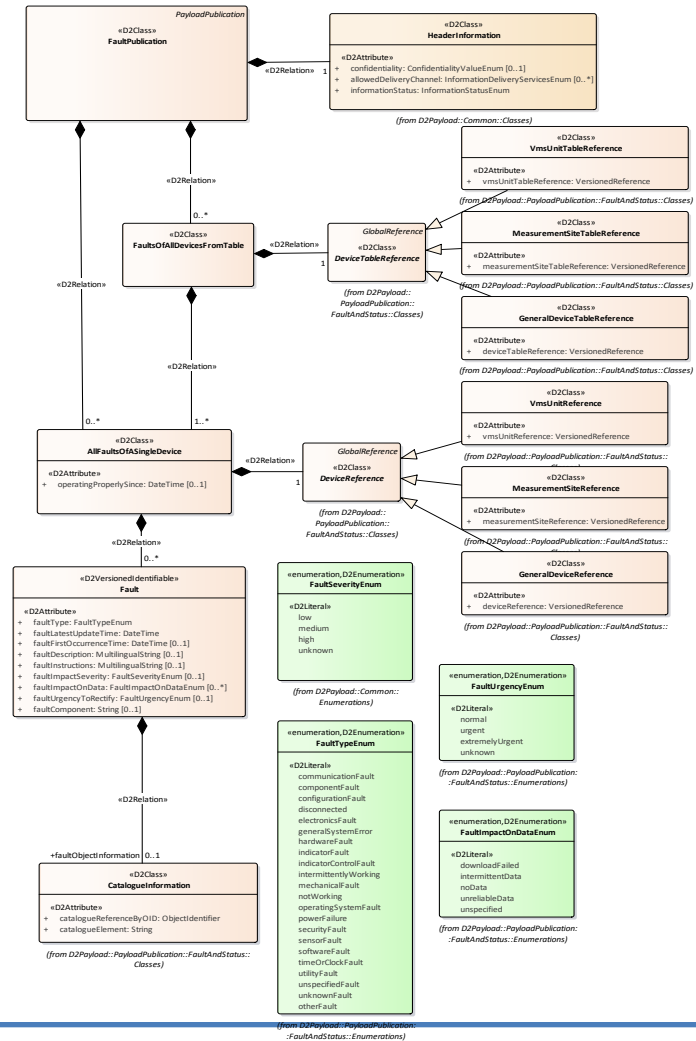 PayloadPublication
«D2Class»
FaultPublication
«D2Class»
HeaderInformation
«D2Attribute»
+ confidentiality: ConfidentialityValueEnum [0..1]
+ allowedDeliveryChannel: InformationDeliveryServicesEnum [0..*]
+ informationStatus: InformationStatusEnum
(from D2Payload::Common::Classes)
«D2Relation»
1
«D2Class»
VmsUnitTableReference
«D2Attribute»
+ vmsUnitTableReference: VersionedReference
(from D2Payload::PayloadPublication::FaultAndStatus::Classes)
«D2Relation»
0..*
«D2Class»
FaultsOfAllDevicesFromTable
«D2Relation»
1
GlobalReference
«D2Class»
DeviceTableReference
(from D2Payload::
PayloadPublication::
FaultAndStatus::Classes)
«D2Class»
MeasurementSiteTableReference
«D2Attribute»
+ measurementSiteTableReference: VersionedReference
(from D2Payload::PayloadPublication::FaultAndStatus::Classes)
«D2Class»
GeneralDeviceTableReference
«D2Attribute»
+ deviceTableReference: VersionedReference
(from D2Payload::PayloadPublication::FaultAndStatus::Classes)
«D2Relation»
0..*
«D2Relation»
1..*
«D2Class»
AllFaultsOfASingleDevice
«D2Attribute»
+ operatingProperlySince: DateTime [0..1]
«D2Relation»
1
GlobalReference
«D2Class»
DeviceReference
(from D2Payload::
PayloadPublication::
FaultAndStatus::Classes)
«D2Class»
VmsUnitReference
«D2Attribute»
+ vmsUnitReference: VersionedReference
(from D2Payload::PayloadPublication::FaultAndStatus::
«D2Class»
MeasurementSiteReference
«D2Attribute»
+ measurementSiteReference: VersionedReference
(from D2Payload::PayloadPublication::FaultAndStatus::
«D2Class»
GeneralDeviceReference
«D2Attribute»
+ deviceReference: VersionedReference
(from D2Payload::PayloadPublication::FaultAndStatus::
Classes)
«D2Relation»
0..*
«D2VersionedIdentifiable»
Fault
«D2Attribute»
+ faultType: FaultTypeEnum
+ faultLatestUpdateTime: DateTime
+ faultFirstOccurrenceTime: DateTime [0..1]
+ faultDescription: MultilingualString [0..1]
+ faultInstructions: MultilingualString [0..1]
+ faultImpactSeverity: FaultSeverityEnum [0..1]
+ faultImpactOnData: FaultImpactOnDataEnum [0..*]
+ faultUrgencyToRectify: FaultUrgencyEnum [0..1]
+ faultComponent: String [0..1]
«D2Relation»
+faultObjectInformation 0..1
«D2Class»
CatalogueInformation
«D2Attribute»
+ catalogueReferenceByOID: ObjectIdentifier
+ catalogueElement: String
(from D2Payload::PayloadPublication::FaultAndStatus::
Classes)
«enumeration,D2Enumeration»
FaultSeverityEnum
«D2Literal»
low
medium
high
unknown
(from D2Payload::Common::
Enumerations)
«enumeration,D2Enumeration»
FaultTypeEnum
«D2Literal»
communicationFault
componentFault
configurationFault
disconnected
electronicsFault
generalSystemError
hardwareFault
indicatorFault
indicatorControlFault
intermittentlyWorking
mechanicalFault
notWorking
operatingSystemFault
powerFailure
securityFault
sensorFault
softwareFault
timeOrClockFault
utilityFault
unspecifiedFault
unknownFault
otherFault
(from D2Payload::PayloadPublication:
:FaultAndStatus::Enumerations)
«enumeration,D2Enumeration»
FaultUrgencyEnum
«D2Literal»
normal
urgent
extremelyUrgent
unknown
(from D2Payload::PayloadPublication:
:FaultAndStatus::Enumerations)
«enumeration,D2Enumeration»
FaultImpactOnDataEnum
«D2Literal»
downloadFailed
intermittentData
noData
unreliableData
unspecified
(from D2Payload::PayloadPublication:
:FaultAndStatus::Enumerations)